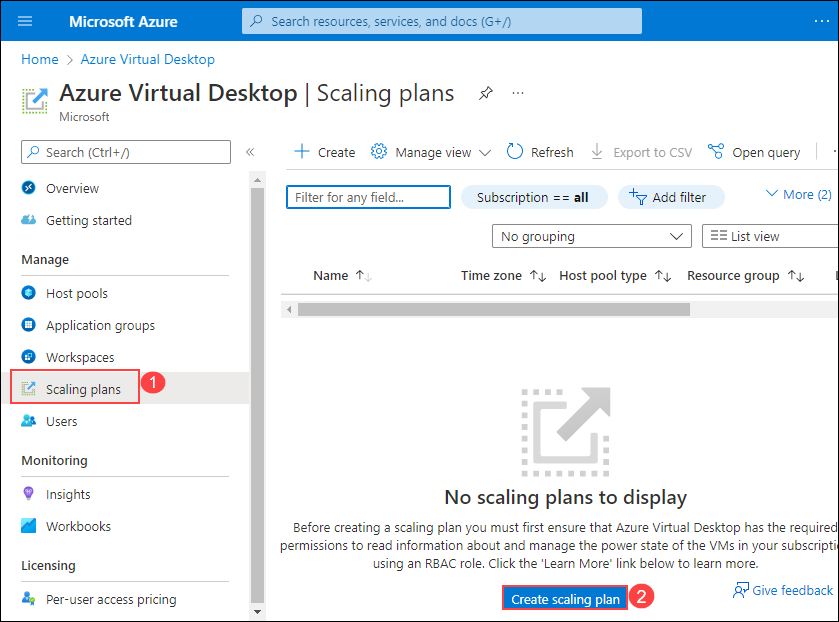 Microsoft Azure
Search resources, services, and docs (G+/)
Home > Azure Virtual Desktop
Azure Virtual Desktop | Scaling plans
Microsoft
Search (Ctrl+/)
Overview
Getting started
Manage
Host pools
Application groups
Workspaces
Scaling plans 1
Users
Monitoring
Insights
Workbooks
Licensing
Per-user access pricing
Create Manage view Refresh Export to CSV Open query
Filter for any field... Subscription == all Add filter More (2)
No grouping List view
Name Time zone Host pool type Resource group
No scaling plans to display
Before creating a scaling plan you must first ensure that Azure Virtual Desktop has the required
permissions to read information about and manage the power state of the VMs in your subscripti
using an RBAC role. Click the 'Learn More' link below to learn more.
Create scaling plan 2
Give feedback